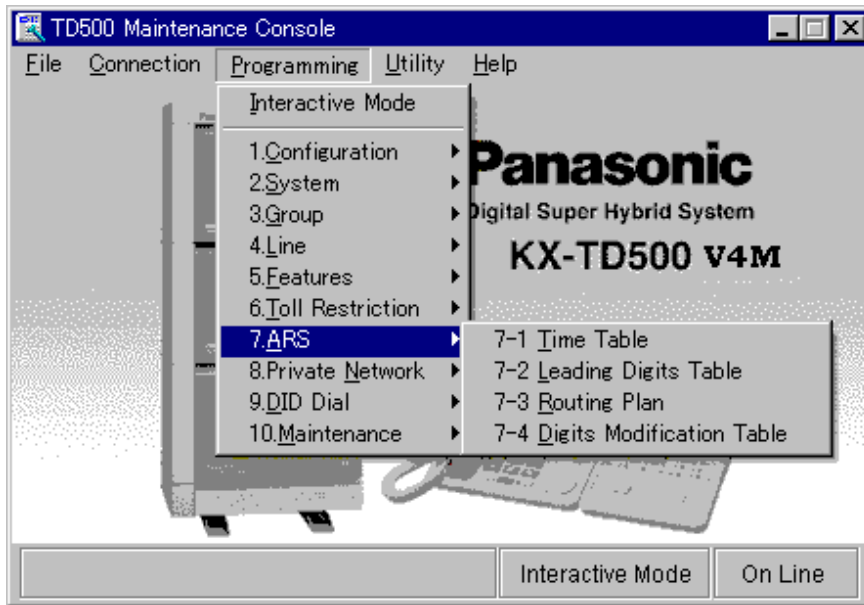 TD500 Maintenance Console
File Connection Programming Utility Help
Interactive Mode
1.Configuration
2.System
3.Group
4.Line
5.Features
6.Toll Restriction
7.ARS
8.Private Network
9.DID Dial
10.Maintenance
7-1 Time Table
7-2 Leading Digits Table
7-3 Routing Plan
7-4 Digits Modification Table
Panasonic
Digital Super Hybrid System
KX-TD500 V4M
Interactive Mode
On Line